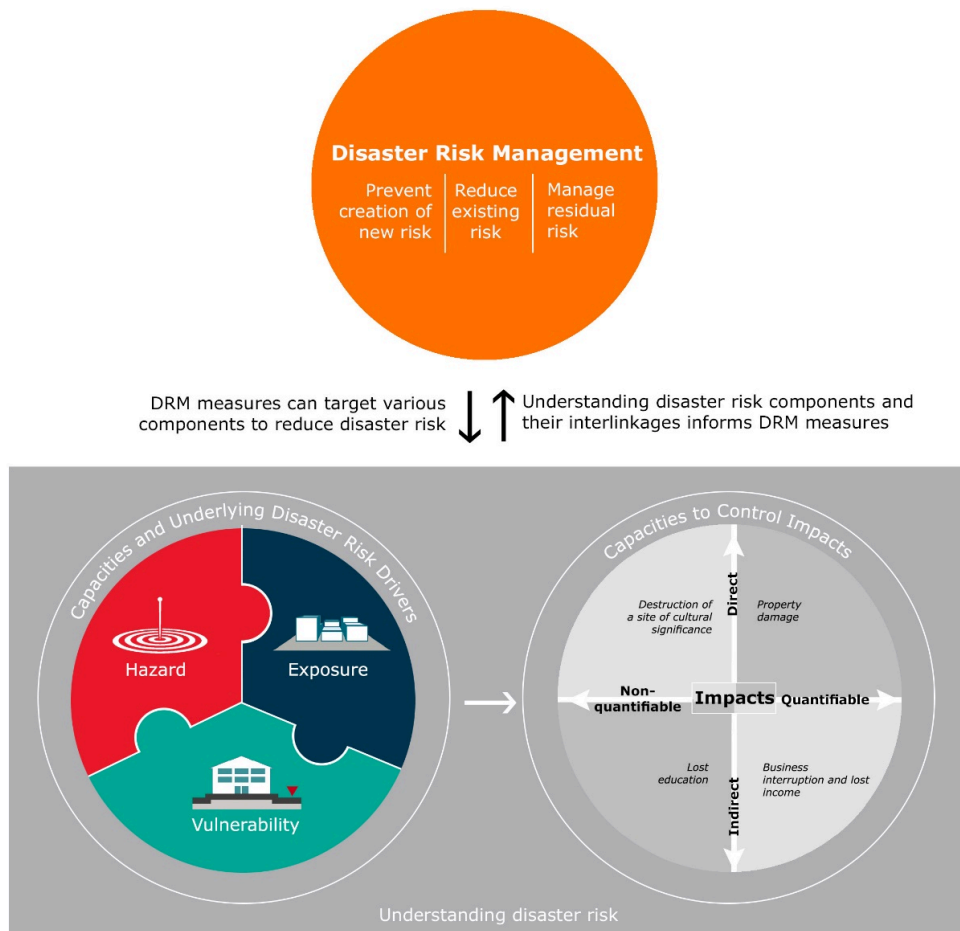 Disaster Risk Management
Prevent
creation of
new risk
Reduce
existing
risk
Manage
residual
risk
DRM measures can target various
components to reduce disaster risk
Understanding disaster risk components and
their interlinkages informs DRM measures
Capacities and Underlying Disaster Risk Drivers
Hazard
Exposure
Vulnerability
Capacities to Control Impacts
Direct
Destruction of
a site of cultural
significance
Property
damage
Non-
quantifiable
Impacts
Quantifiable
Lost
education
Business
interruption and lost
income
Indirect
Understanding disaster risk